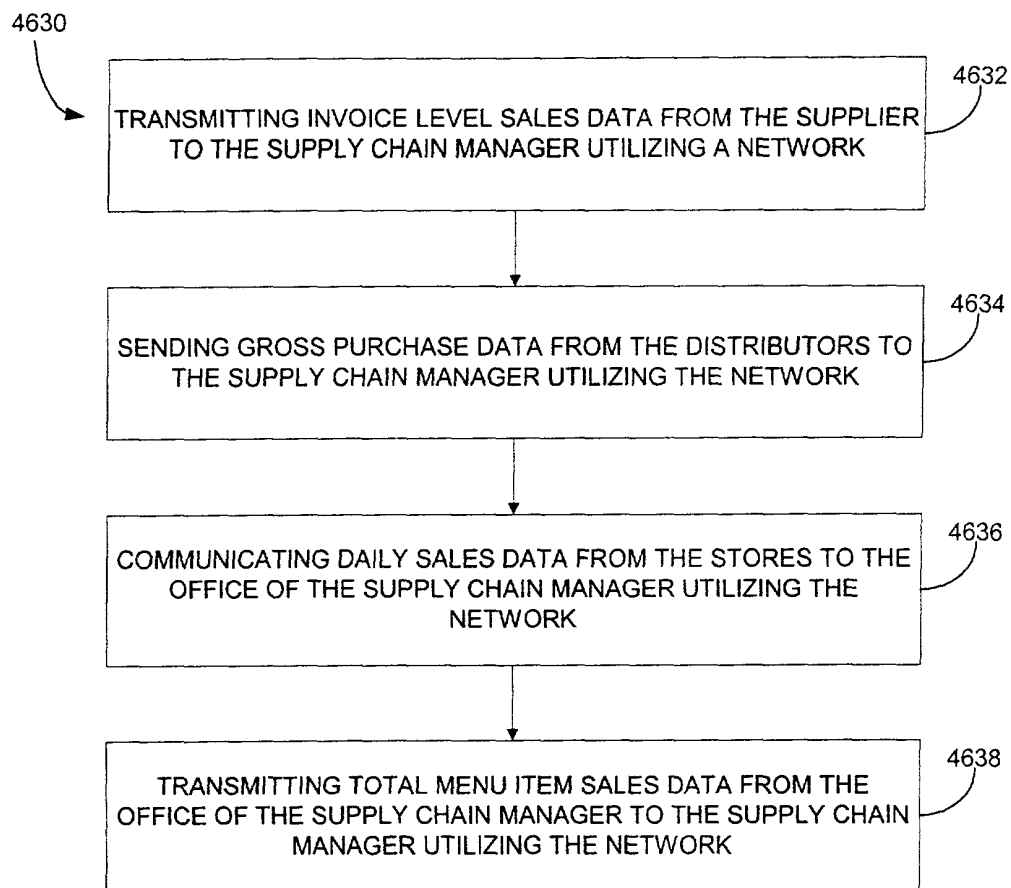 4630
4632
TRANSMITTING INVOICE LEVEL SALES DATA FROM THE SUPPLIER
TO THE SUPPLY CHAIN MANAGER UTILIZING A NETWORK
4634
SENDING GROSS PURCHASE DATA FROM THE DISTRIBUTORS TO
THE SUPPLY CHAIN MANAGER UTILIZING THE NETWORK
4636
COMMUNICATING DAILY SALES DATA FROM THE STORES TO THE
OFFICE OF THE SUPPLY CHAIN MANAGER UTILIZING THE
NETWORK
4638
TRANSMITTING TOTAL MENU ITEM SALES DATA FROM THE
OFFICE OF THE SUPPLY CHAIN MANAGER TO THE SUPPLY CHAIN
MANAGER UTILIZING THE NETWORK